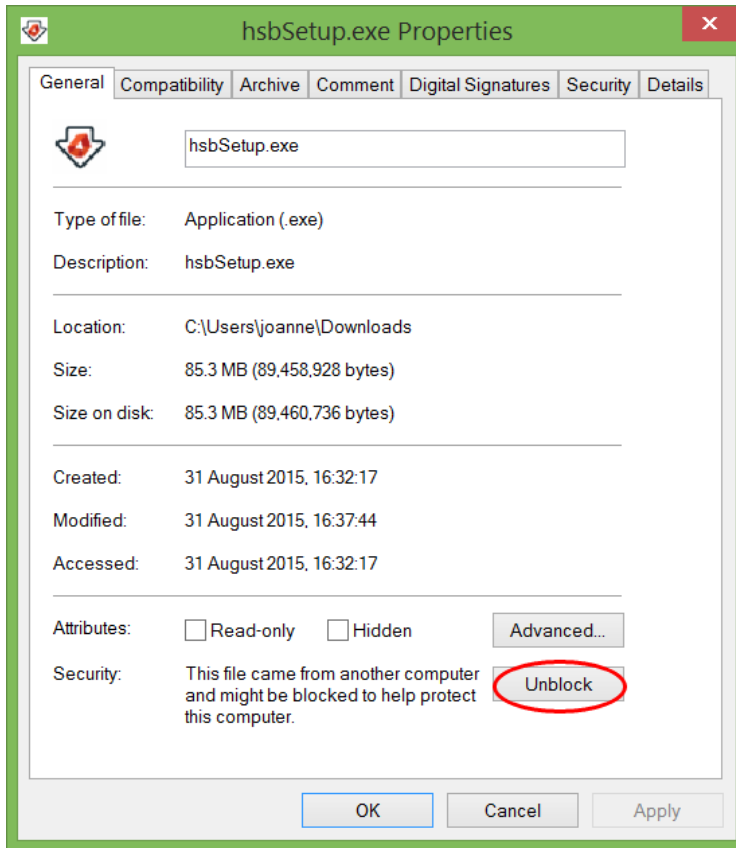 hsbSetup.exe Properties
x
General Compatibility Archive Comment Digital Signatures Security Details
hsbSetup.exe
Type of file: Application (.exe)
Description: hsbSetup.exe
Location: C:\Users\joanne\Downloads
Size: 85.3 MB (89,458,928 bytes)
Size on disk: 85.3 MB (89,460,736 bytes)
Created: 31 August 2015, 16:32:17
Modified: 31 August 2015, 16:37:44
Accessed: 31 August 2015, 16:32:17
Attributes: Read-only Hidden Advanced...
Security: This file came from another computer
and might be blocked to help protect
this computer.
Unblock
OK Cancel Apply